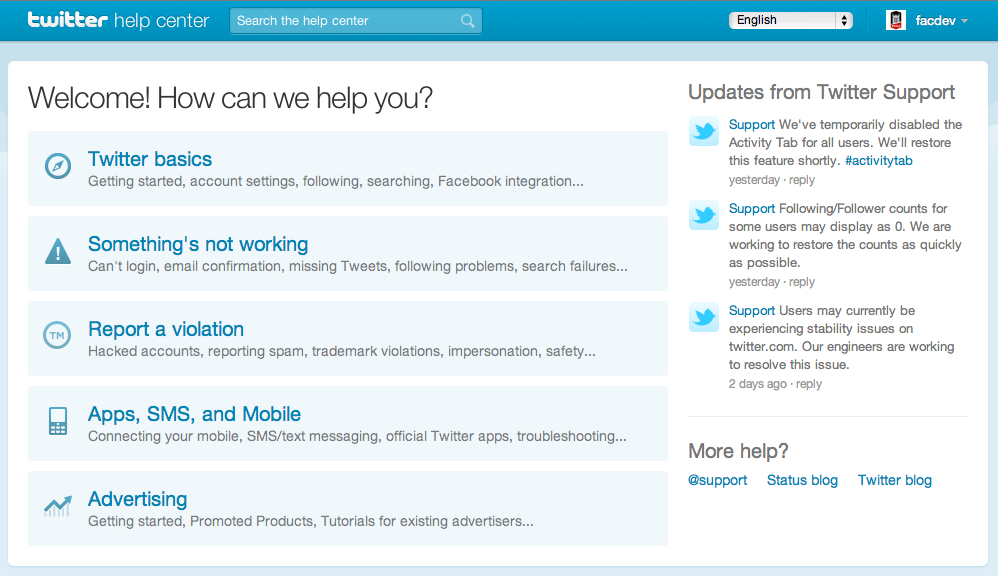 twitter help center
Search the help center
English
facdev
Welcome! How can we help you?
Twitter basics
Getting started, account settings, following, searching, Facebook integration...
Something's not working
Can't login, email confirmation, missing Tweets, following problems, search failures...
TM
Report a violation
Hacked accounts, reporting spam, trademark violations, impersonation, safety...
Apps, SMS, and Mobile
Connecting your mobile, SMS/text messaging, official Twitter apps, troubleshooting...
Advertising
Getting started, Promoted Products, Tutorials for existing advertisers...
Updates from Twitter Support
Support We've temporarily disabled the
Activity Tab for all users. We'll restore
this feature shortly. #activitytab
yesterday · reply
Support Following/Follower counts for
some users may display as 0. We are
working to restore the counts as quickly
as possible.
yesterday · reply
Support Users may currently be
experiencing stability issues on
twitter.com. Our engineers are working
to resolve this issue.
2 days ago · reply
More help?
@support Status blog Twitter blog